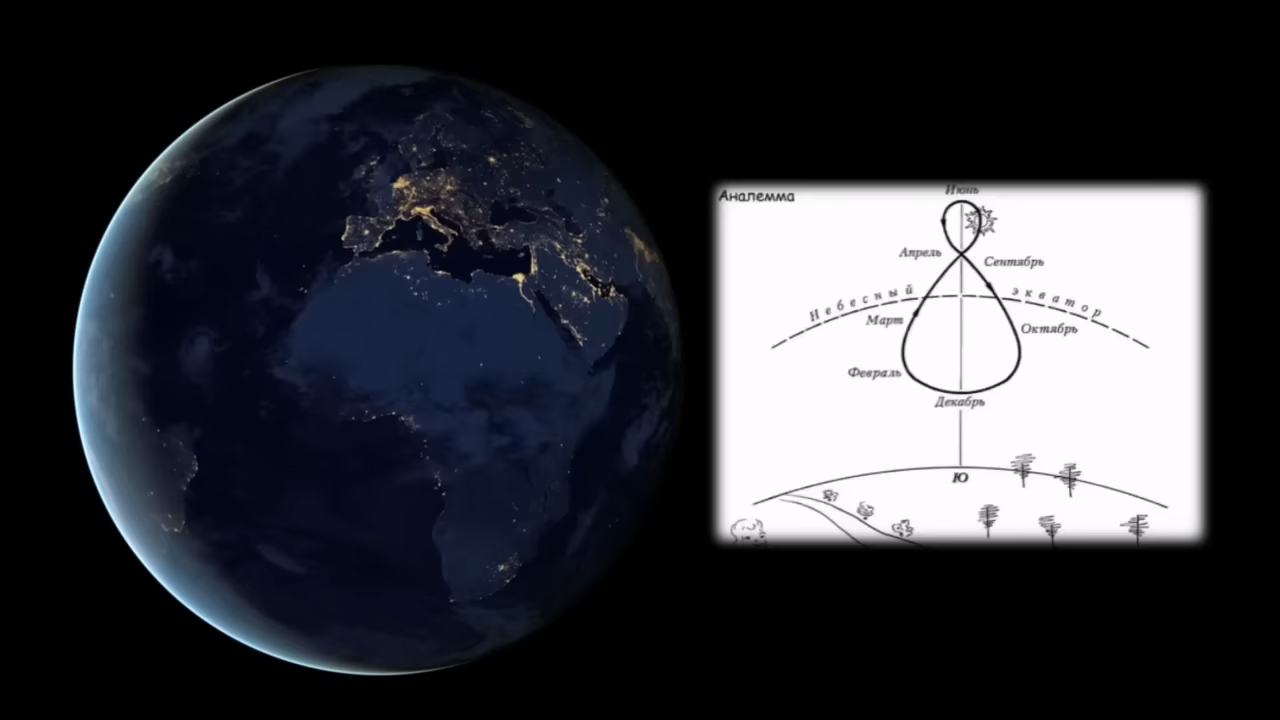 Аналемма
Июнь
Апрель
Сентябрь
Небесный экватор
Март
Октябрь
Февраль
Декабрь
Ю